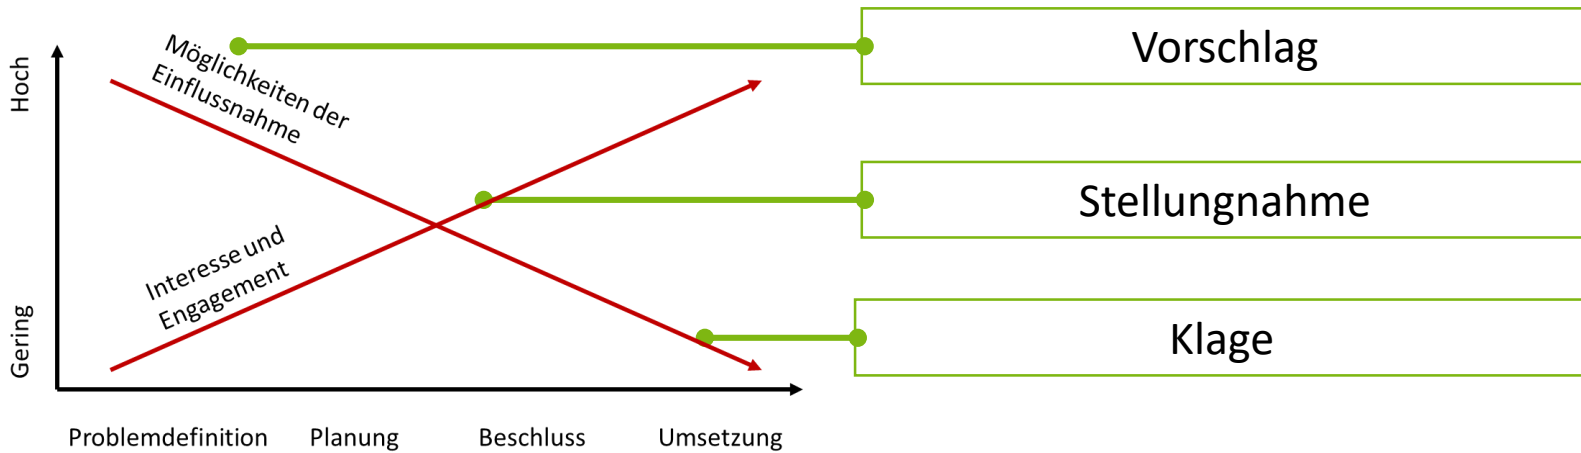 Hoch
Gering
Möglichkeiten der
Einflussnahme
Interesse und
Engagement
Vorschlag
Stellungnahme
Klage
Problemdefinition
Planung
Beschluss
Umsetzung